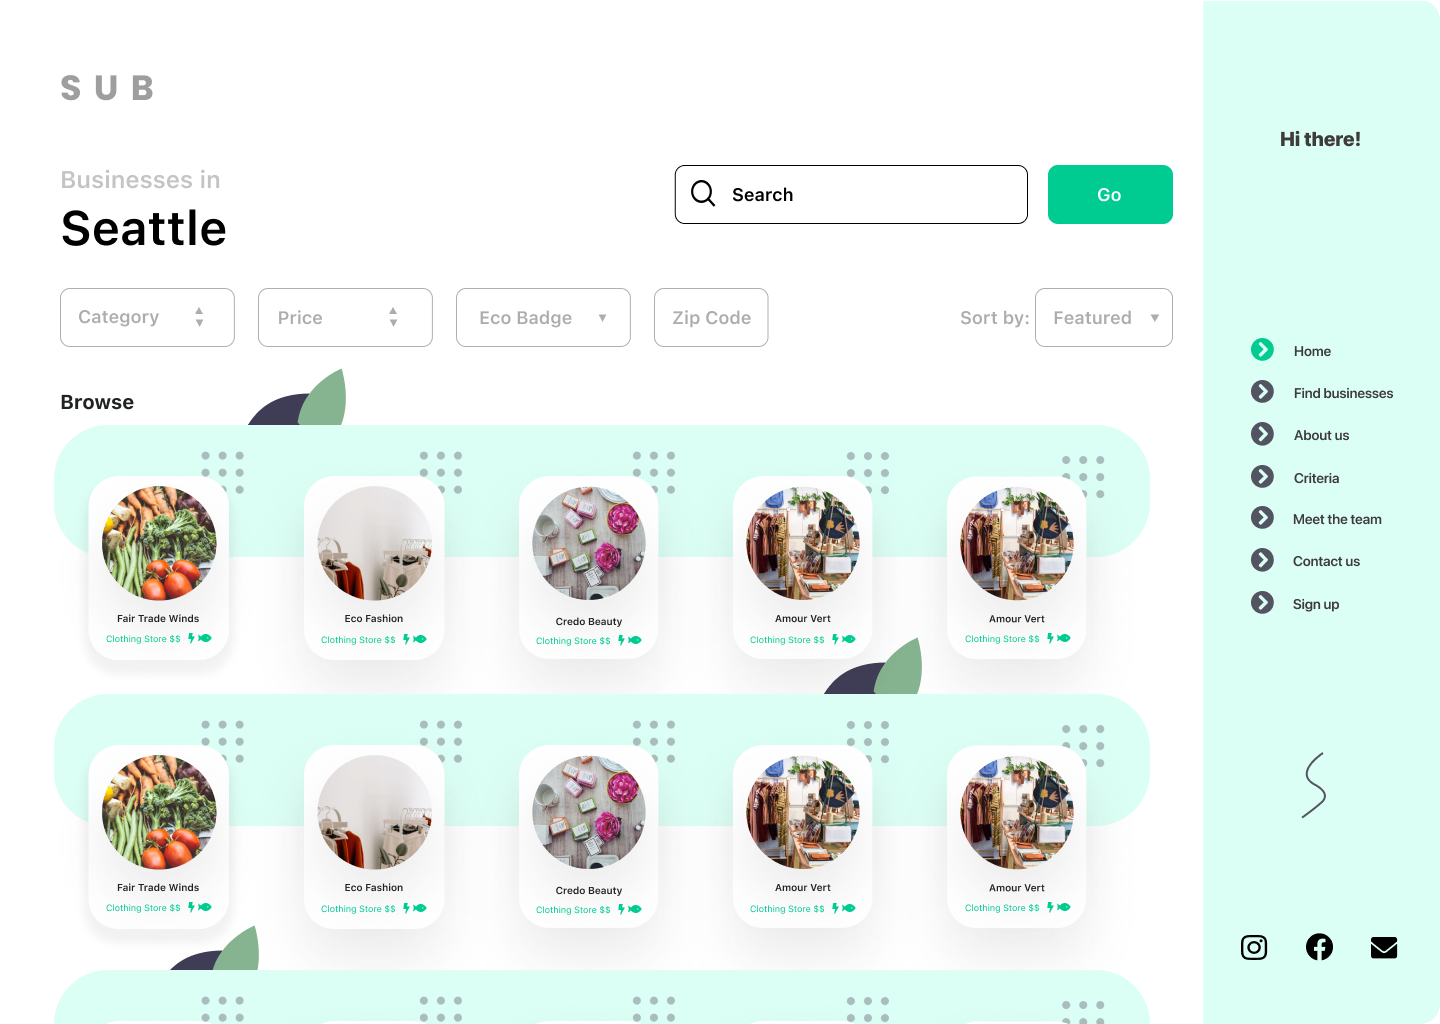 SUB
Businesses in
Seattle
Search
Go
Category
Price
Eco Badge
Zip Code
Sort by:
Featured
Browse
Fair Trade Winds
Clothing Store $$
Eco Fashion
Clothing Store $$
Credo Beauty
Clothing Store $$
Amour Vert
Clothing Store $$
Amour Vert
Clothing Store $$
Fair Trade Winds
Clothing Store $$
Eco Fashion
Clothing Store $$
Credo Beauty
Clothing Store $$
Amour Vert
Clothing Store $$
Amour Vert
Clothing Store $$
Hi there!
Home
Find businesses
About us
Criteria
Meet the team
Contact us
Sign up